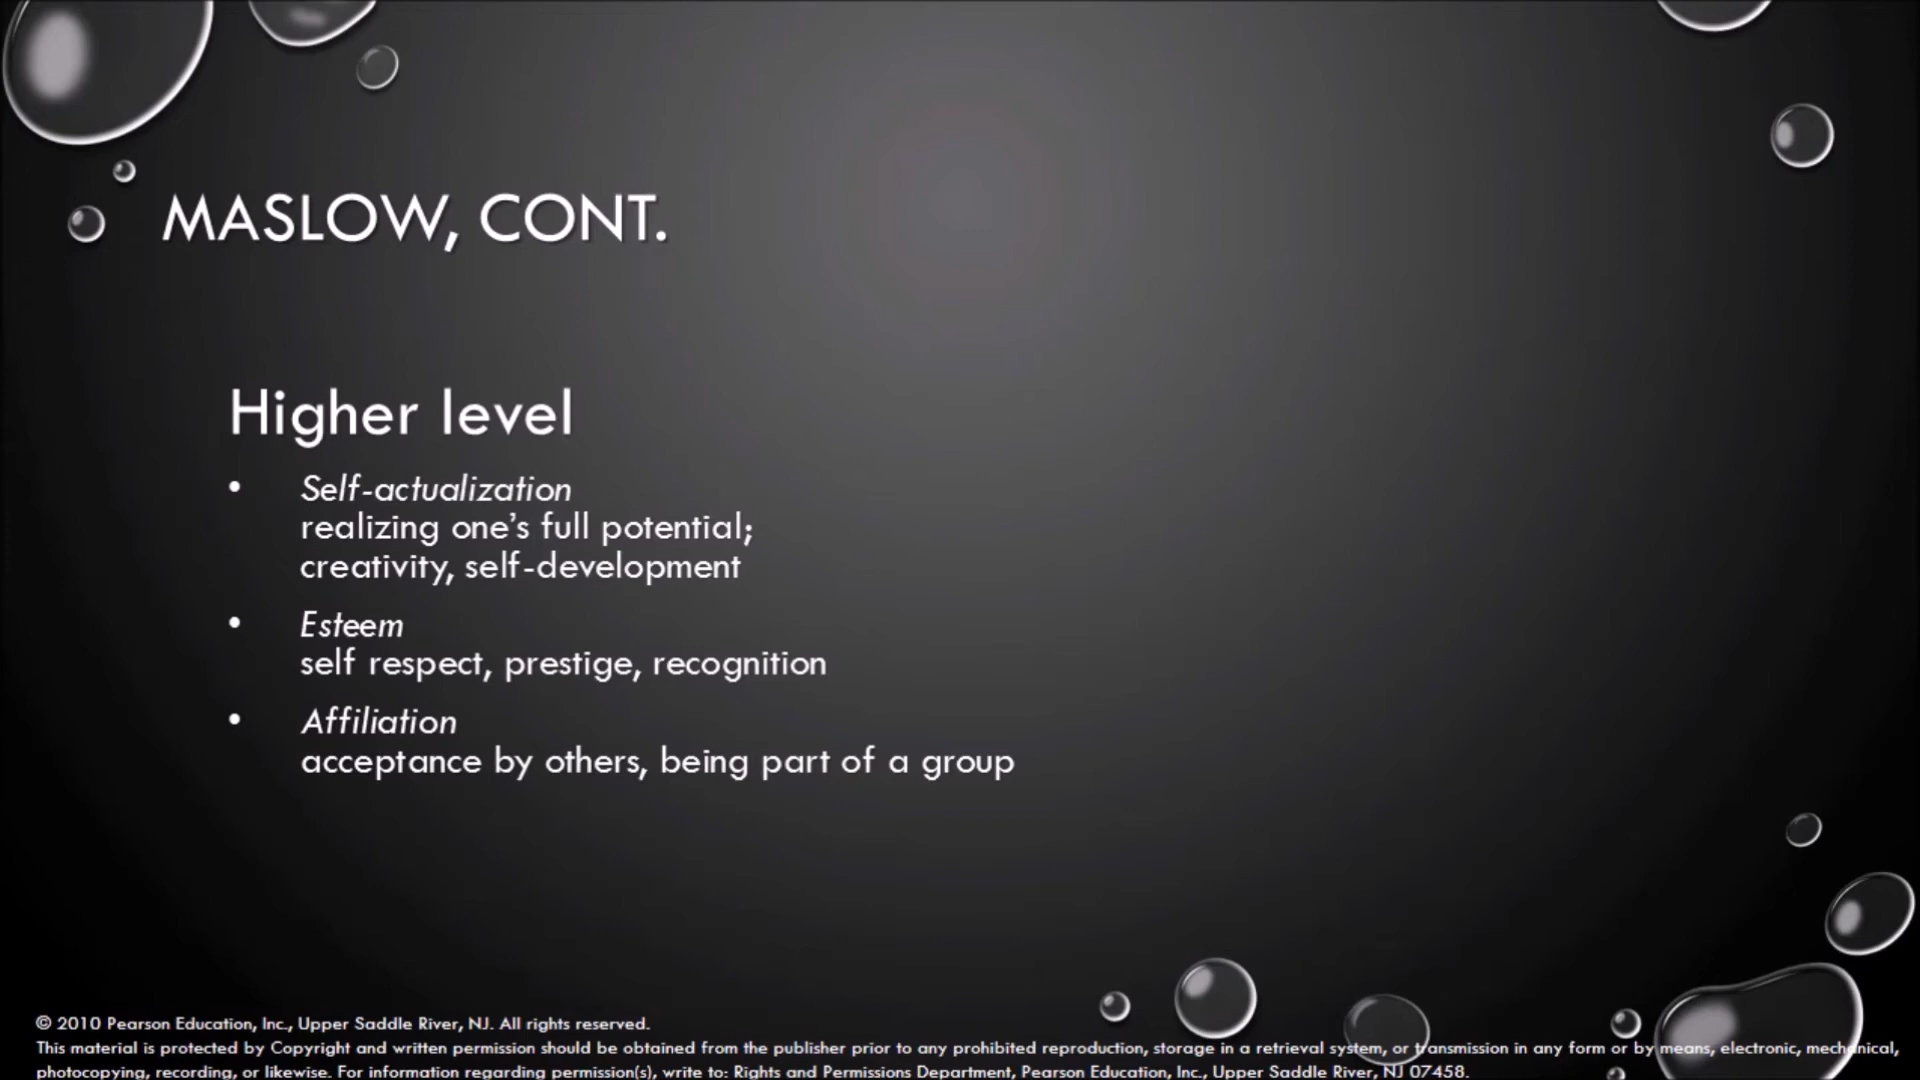 MASLOW, CONT.
Higher level
• Self-actualization
realizing one's full potential;
creativity, self-development
• Esteem
self respect, prestige, recognition
• Affiliation
acceptance by others, being part of a group
© 2010 Pearson Education, Inc., Upper Saddle River, NJ. All rights reserved.
This material is protected by Copyright and written permission should be obtained from the publisher prior to any prohibited reproduction, storage in a retrieval system, or transmission in any form or by means, electronic, mechanical,
photocopying, recording, or likewise. For information regarding permission(s), write to: Rights and Permissions Department, Pearson Education, Inc., Upper Saddle River, NJ 07458.